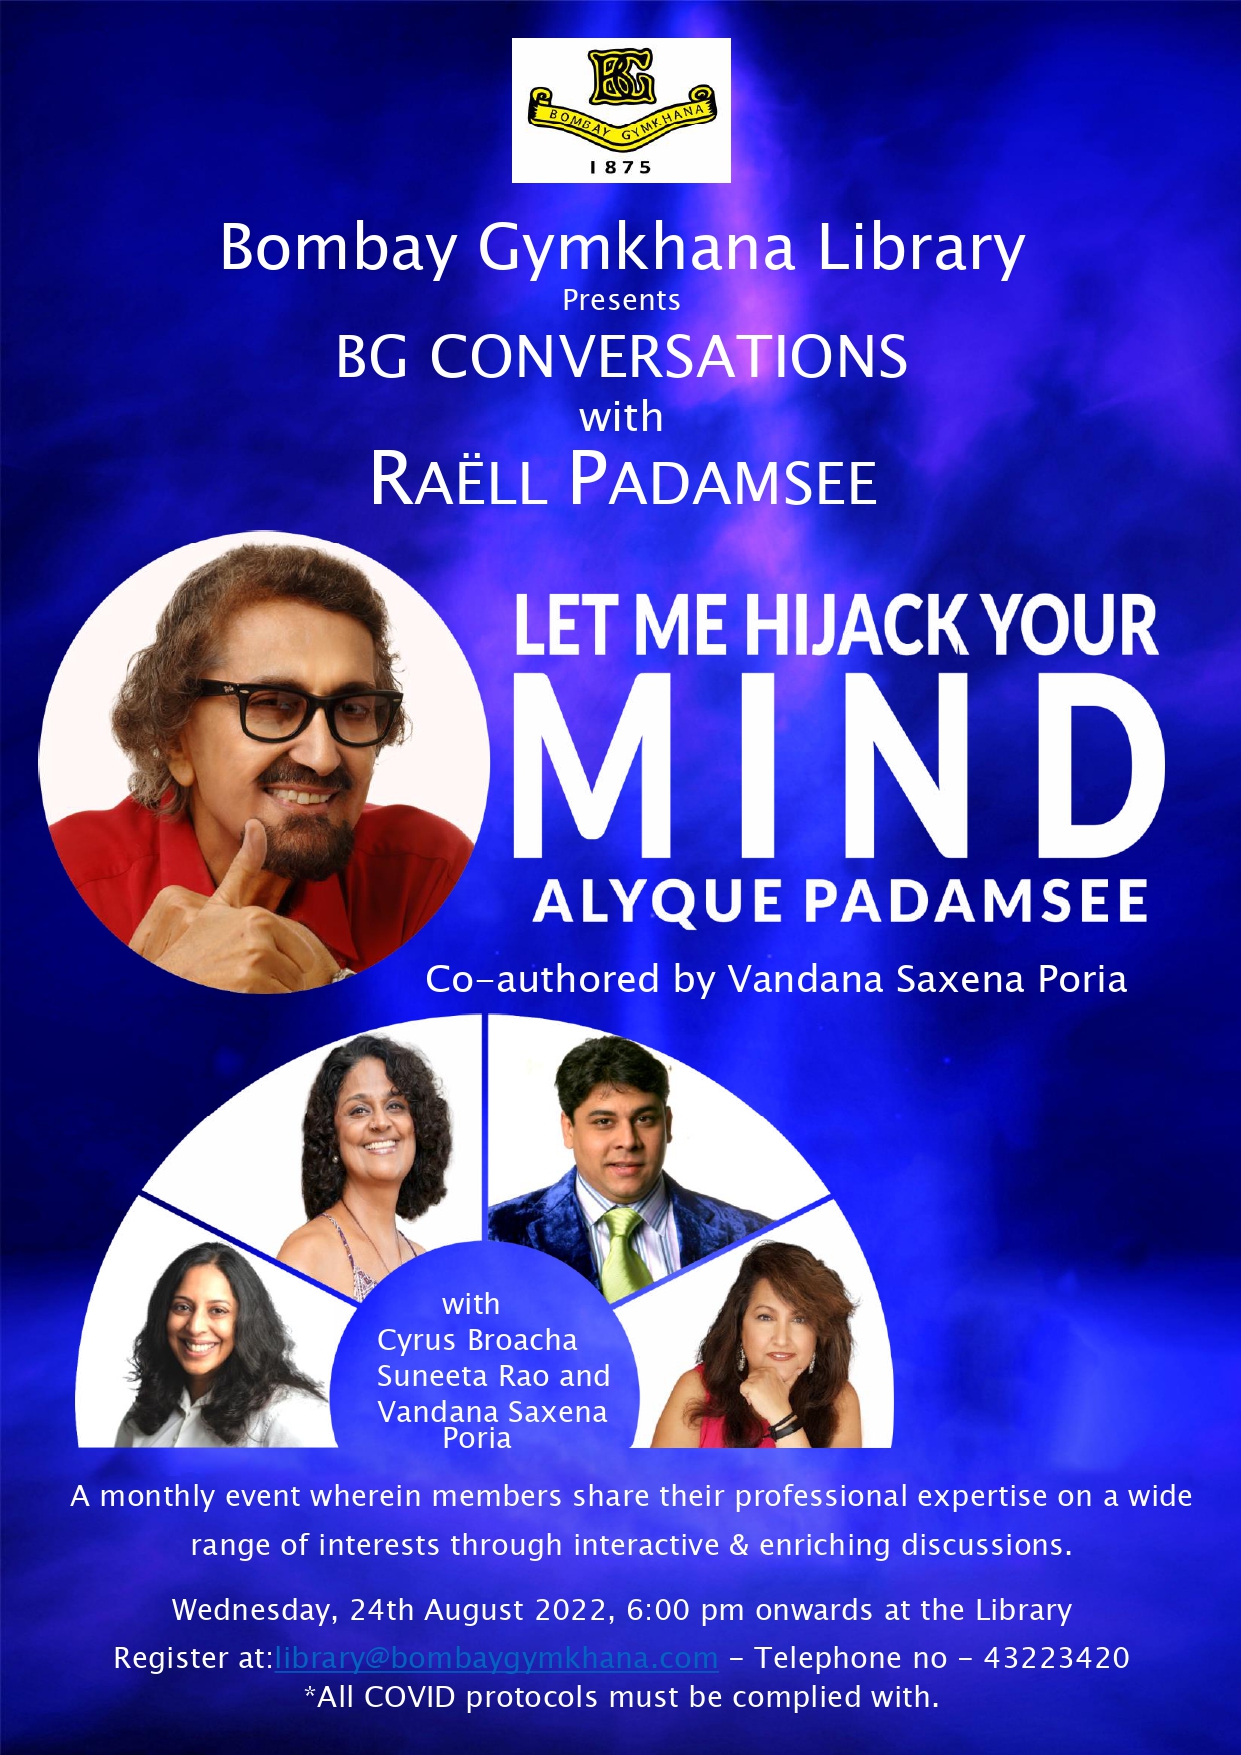 BG
BOMBAY GYMKHANA
1875
Bombay Gymkhana Library
Presents
BG CONVERSATIONS
with
RAËLL PADAMSEE
LET ME HIJACK YOUR
MIND
ALYQUE PADAMSEE
Co-authored by Vandana Saxena Poria
with
Cyrus Broacha
Suneeta Rao and
Vandana Saxena
Poria
A monthly event wherein members share their professional expertise on a wide
range of interests through interactive & enriching discussions.
Wednesday, 24th August 2022, 6:00 pm onwards at the Library
Register at:library@bombaygymkhana.com - Telephone no - 43223420
*All COVID protocols must be complied with.